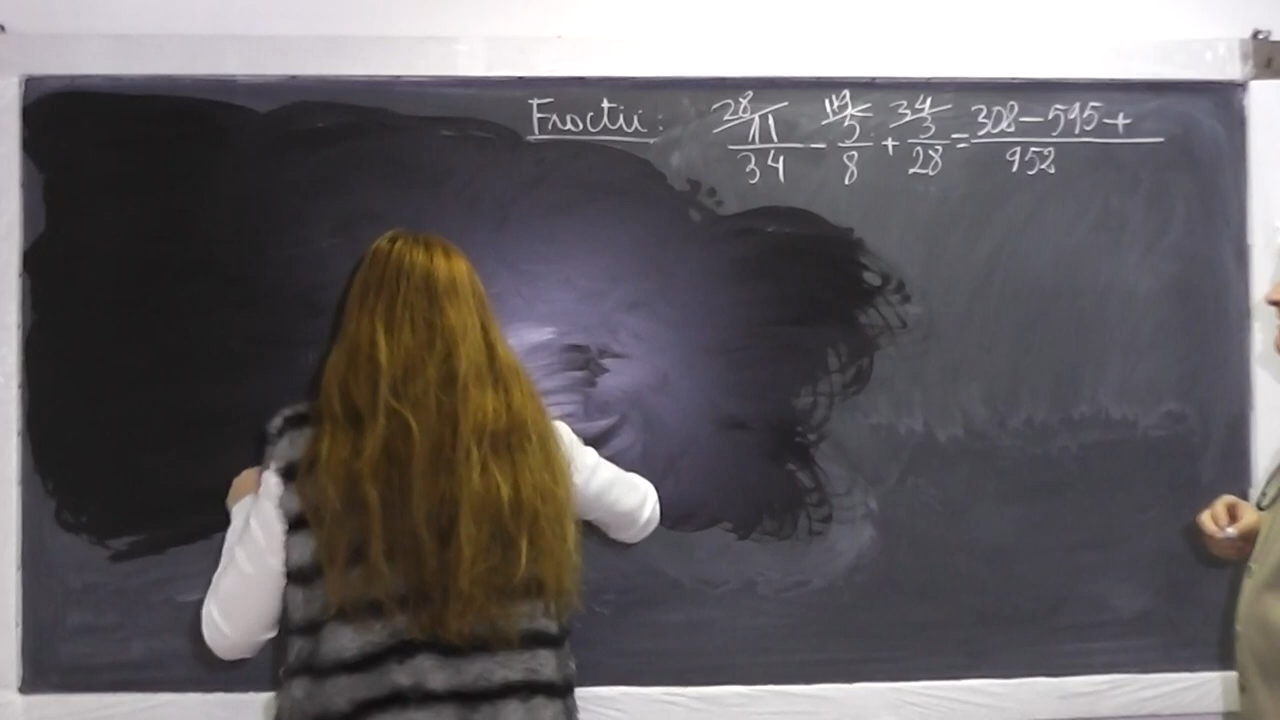 Fractii: 28/ 11/34 - 119/ 5/8 + 34/ 3/28 = 308-595+/952